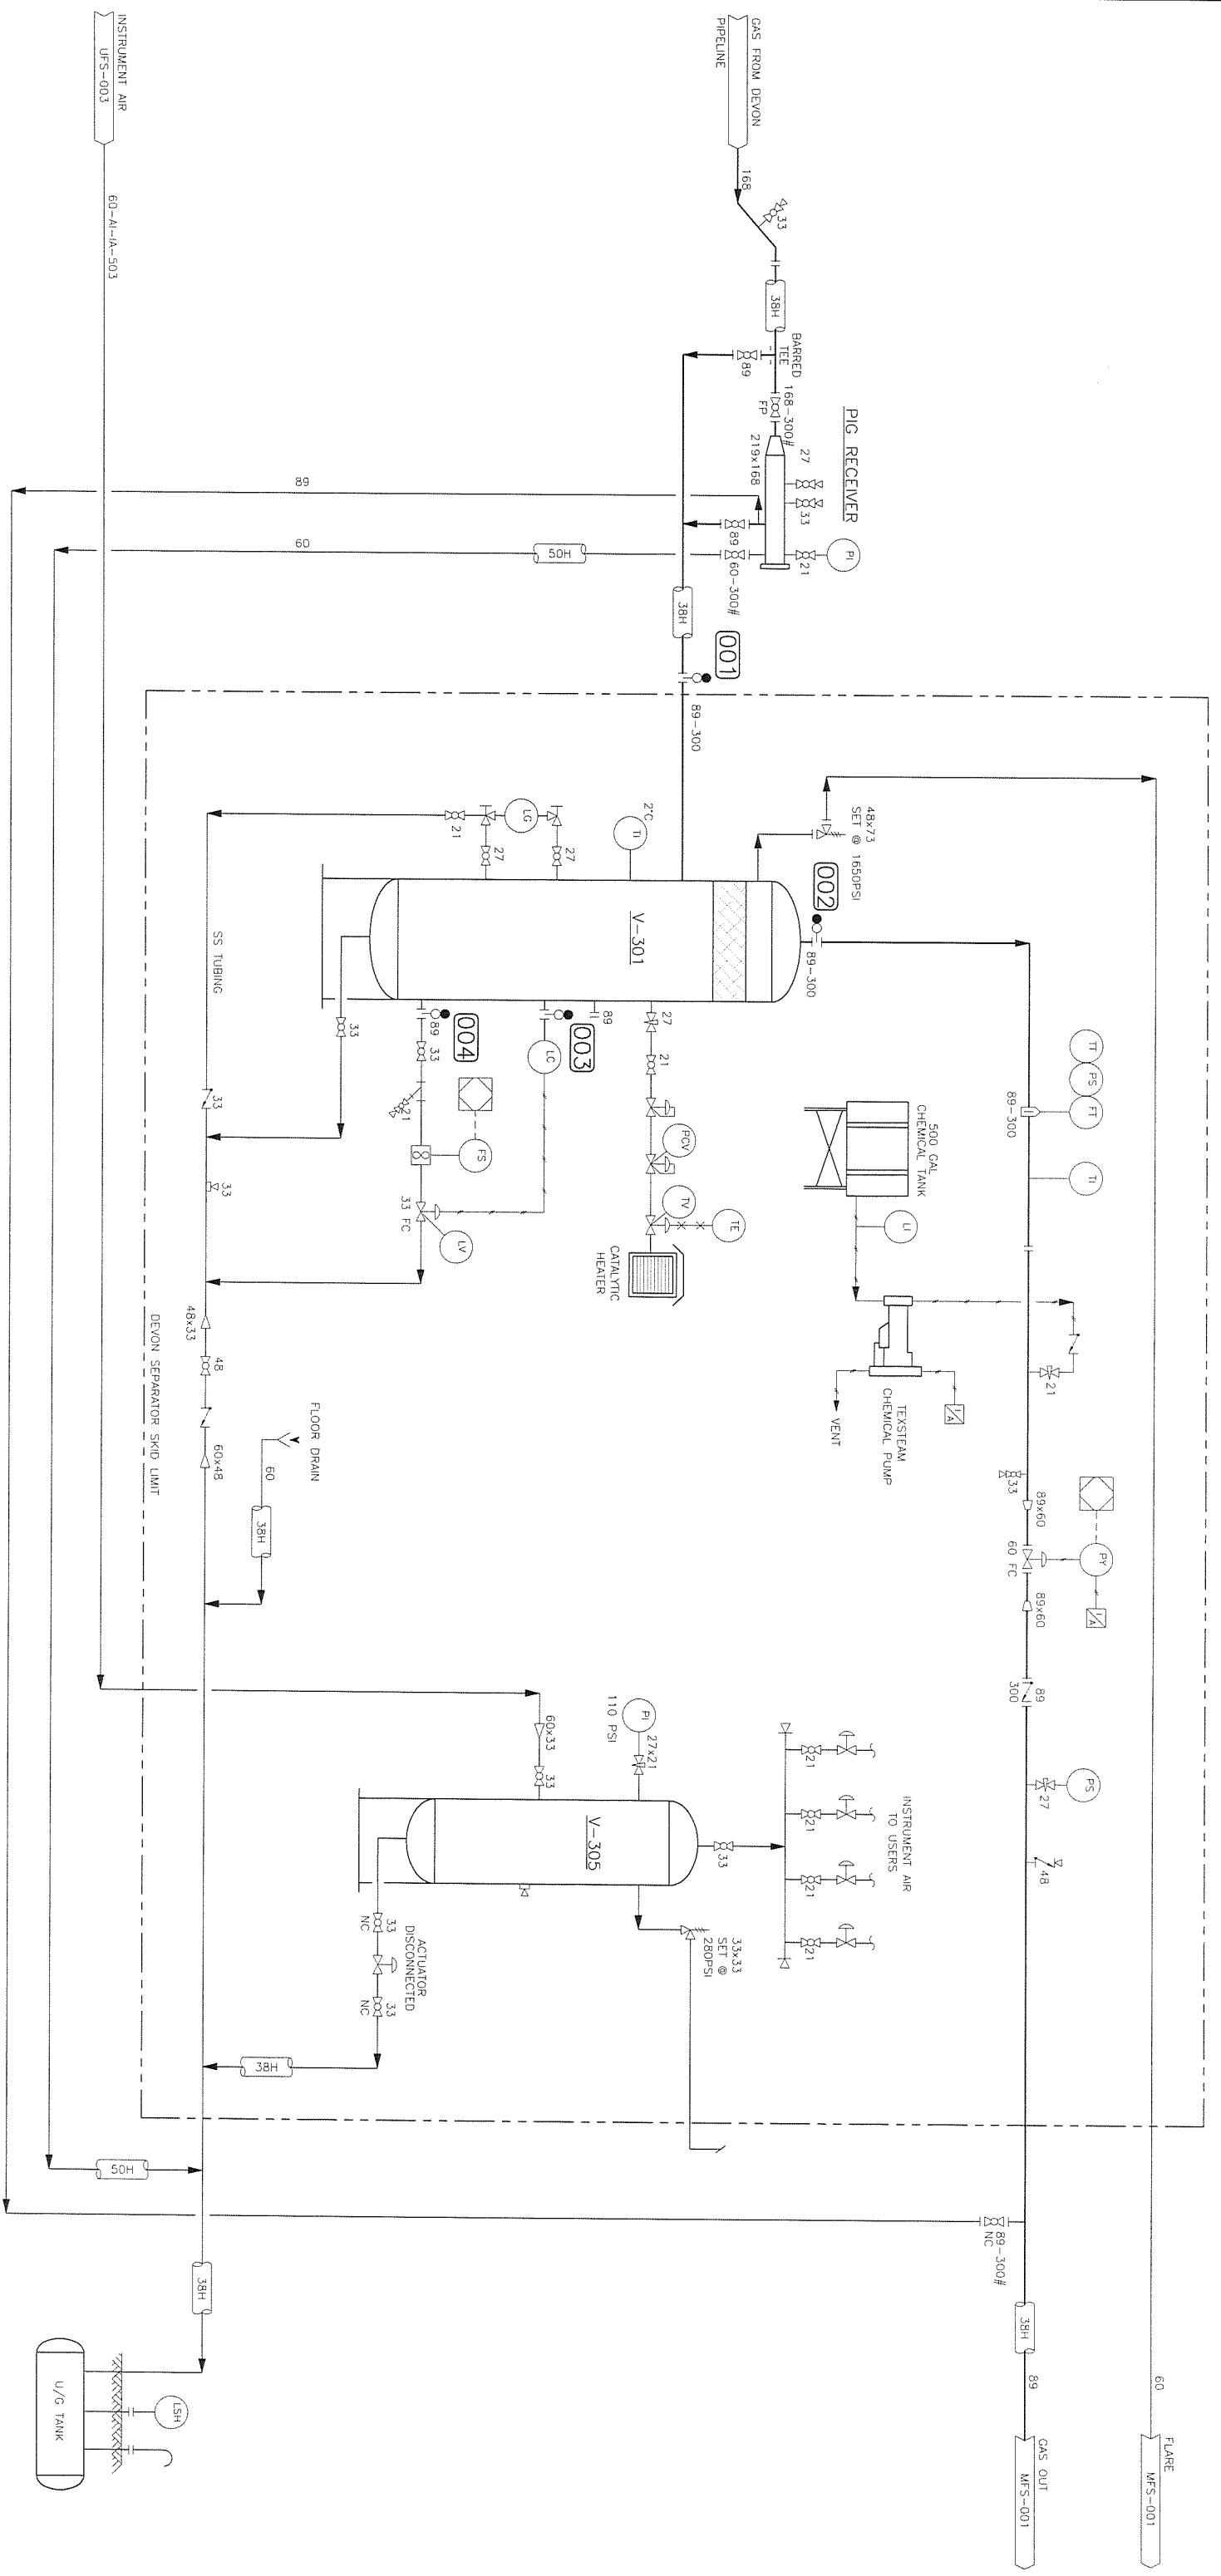 INSTRUMENT AIR
UFS-003
60-AI-IA-503
GAS FROM DEVON
PIPELINE
168
33
38H
BARRED
TEE
89
168-300#
FP
219x168
PIG RECEIVER
27
33
PI
21
89
60-300#
89
60
50H
38H
001
89-300
48x73
SET @ 1650PSI
002
89-300
2°C
TI
LG
27
27
21
V-301
SS TUBING
33
33
33
89
33
004
21
FS
33 FC
LV
003
LC
89
27
21
PCV
TV
TE
CATALYTIC
HEATER
500 GAL
CHEMICAL TANK
LI
TEXSTEAM
CHEMICAL PUMP
VENT
I/A
21
TT
PS
FT
89-300
TI
33
89x60
60 FC
PY
I/A
89x60
89
300
PS
27
48
48x33
48
60x48
DEVON SEPARATOR SKID LIMIT
FLOOR DRAIN
60
38H
60x33
33
PI
110 PSI
27x21
V-305
33
INSTRUMENT AIR
TO USERS
21
21
21
21
33x33
SET @
280PSI
ACTUATOR
DISCONNECTED
33
NC
33
NC
38H
50H
38H
89-300#
NC
38H
89
60
FLARE
MFS-001
GAS OUT
MFS-001
U/G TANK
LSH